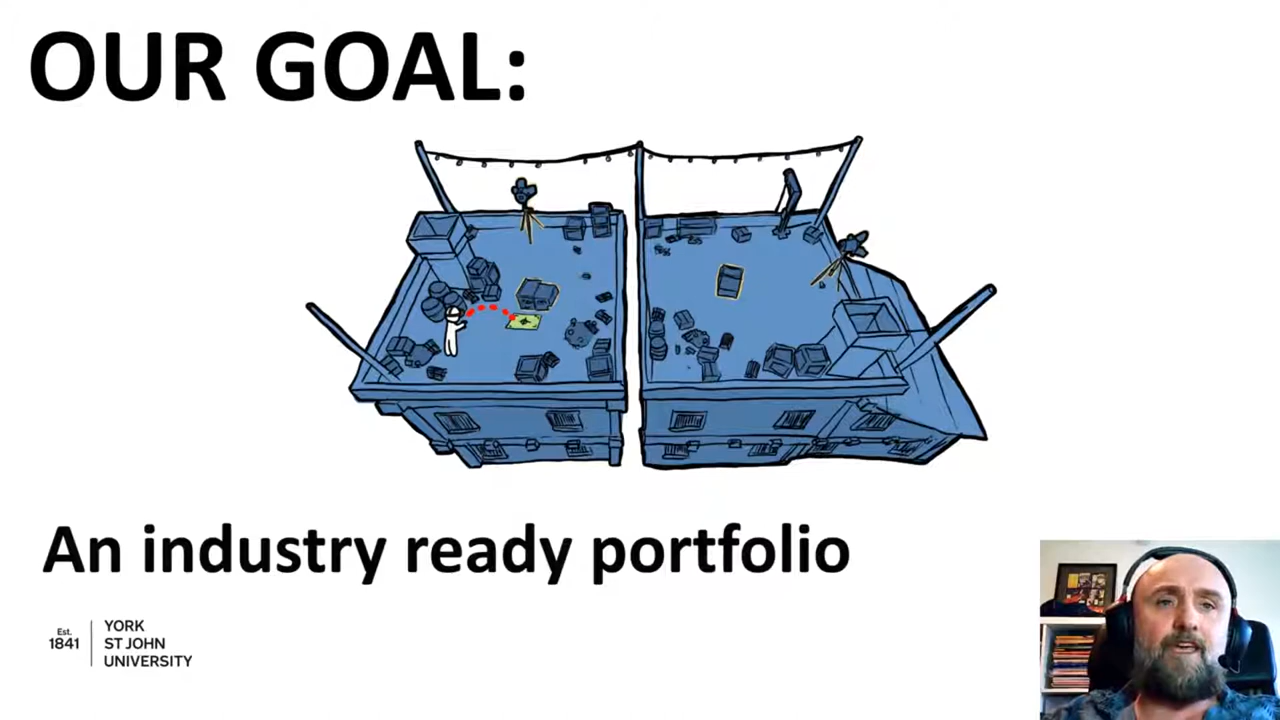 OUR GOAL:
An industry ready portfolio
Est.
1841
YORK
ST JOHN
UNIVERSITY